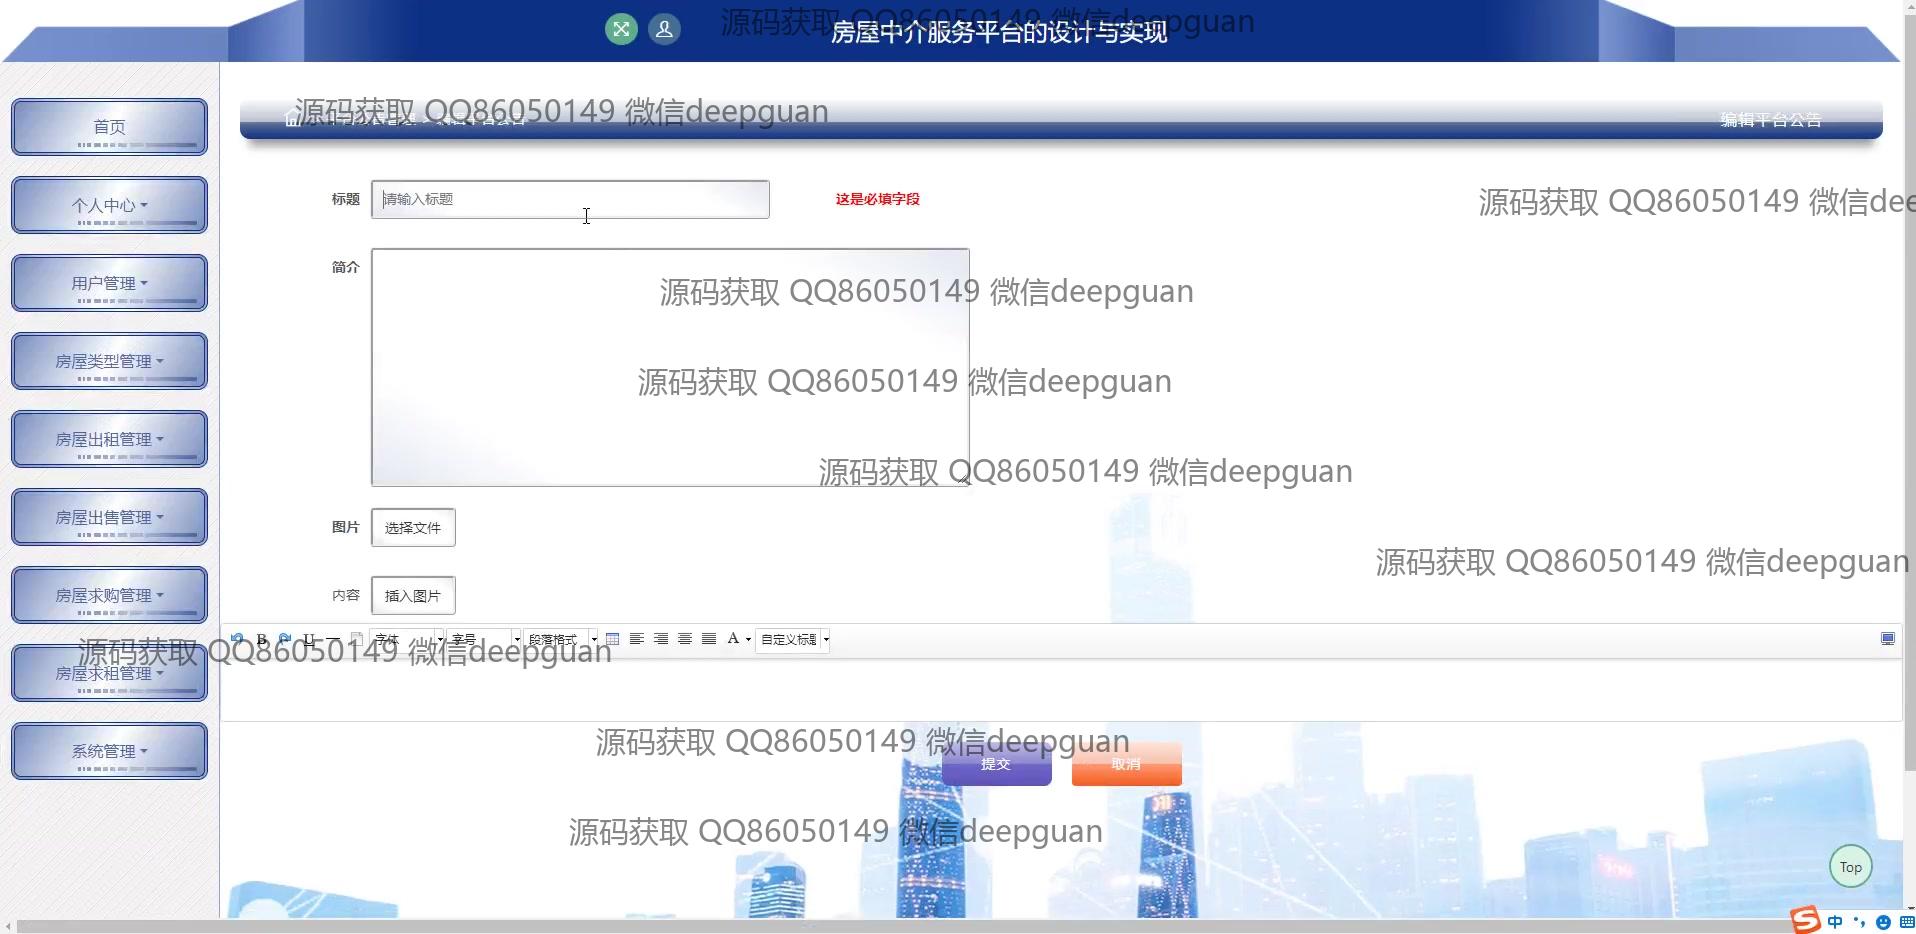 源码获取 QQ86050149 微信deepguan
房屋中介服务平台的设计与实现
源码获取 QQ86050149 微信deepguan
编辑平台公告
首页
标题
请输入标题
这是必填字段
源码获取 QQ86050149 微信dee
个人中心
简介
用户管理
源码获取 QQ86050149 微信deepguan
房屋类型管理
源码获取 QQ86050149 微信deepguan
房屋出租管理
源码获取 QQ86050149 微信deepguan
房屋出售管理
图片
选择文件
源码获取 QQ86050149 微信deepguan
房屋求购管理
内容
插入图片
B U 字体 字号 段落格式 A 自定义标题
源码获取 QQ86050149 微信deepguan
房屋求租管理
系统管理
源码获取 QQ86050149 微信deepguan
提交
取消
源码获取 QQ86050149 微信deepguan
Top
S 中